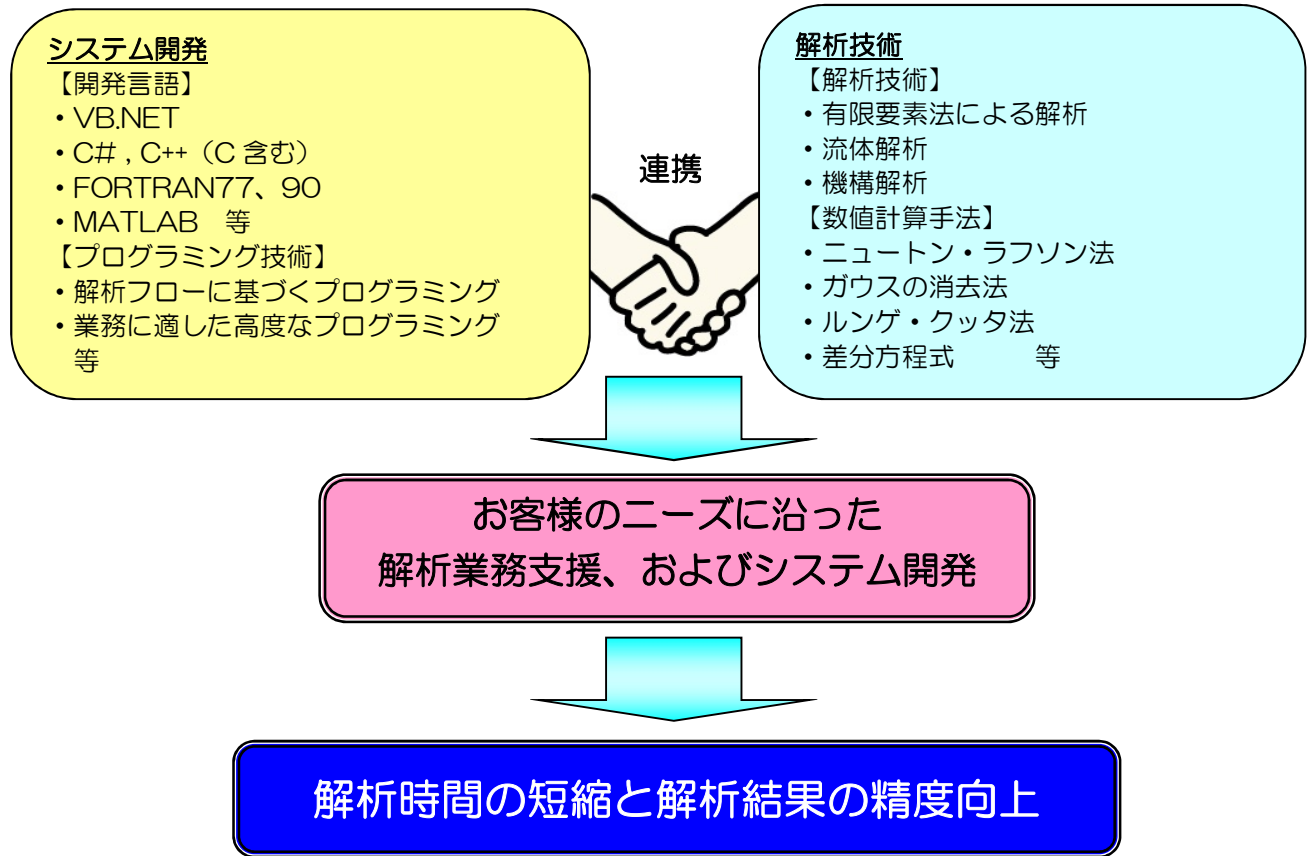 システム開発
【開発言語】
・VB.NET
・C# , C++（C 含む）
・FORTRAN77、90
・MATLAB　等
【プログラミング技術】
・解析フローに基づくプログラミング
・業務に適した高度なプログラミング
等
連携
解析技術
【解析技術】
・有限要素法による解析
・流体解析
・機構解析
【数値計算手法】
・ニュートン・ラフソン法
・ガウスの消去法
・ルンゲ・クッタ法
・差分方程式　　　等
お客様のニーズに沿った
解析業務支援、およびシステム開発
解析時間の短縮と解析結果の精度向上